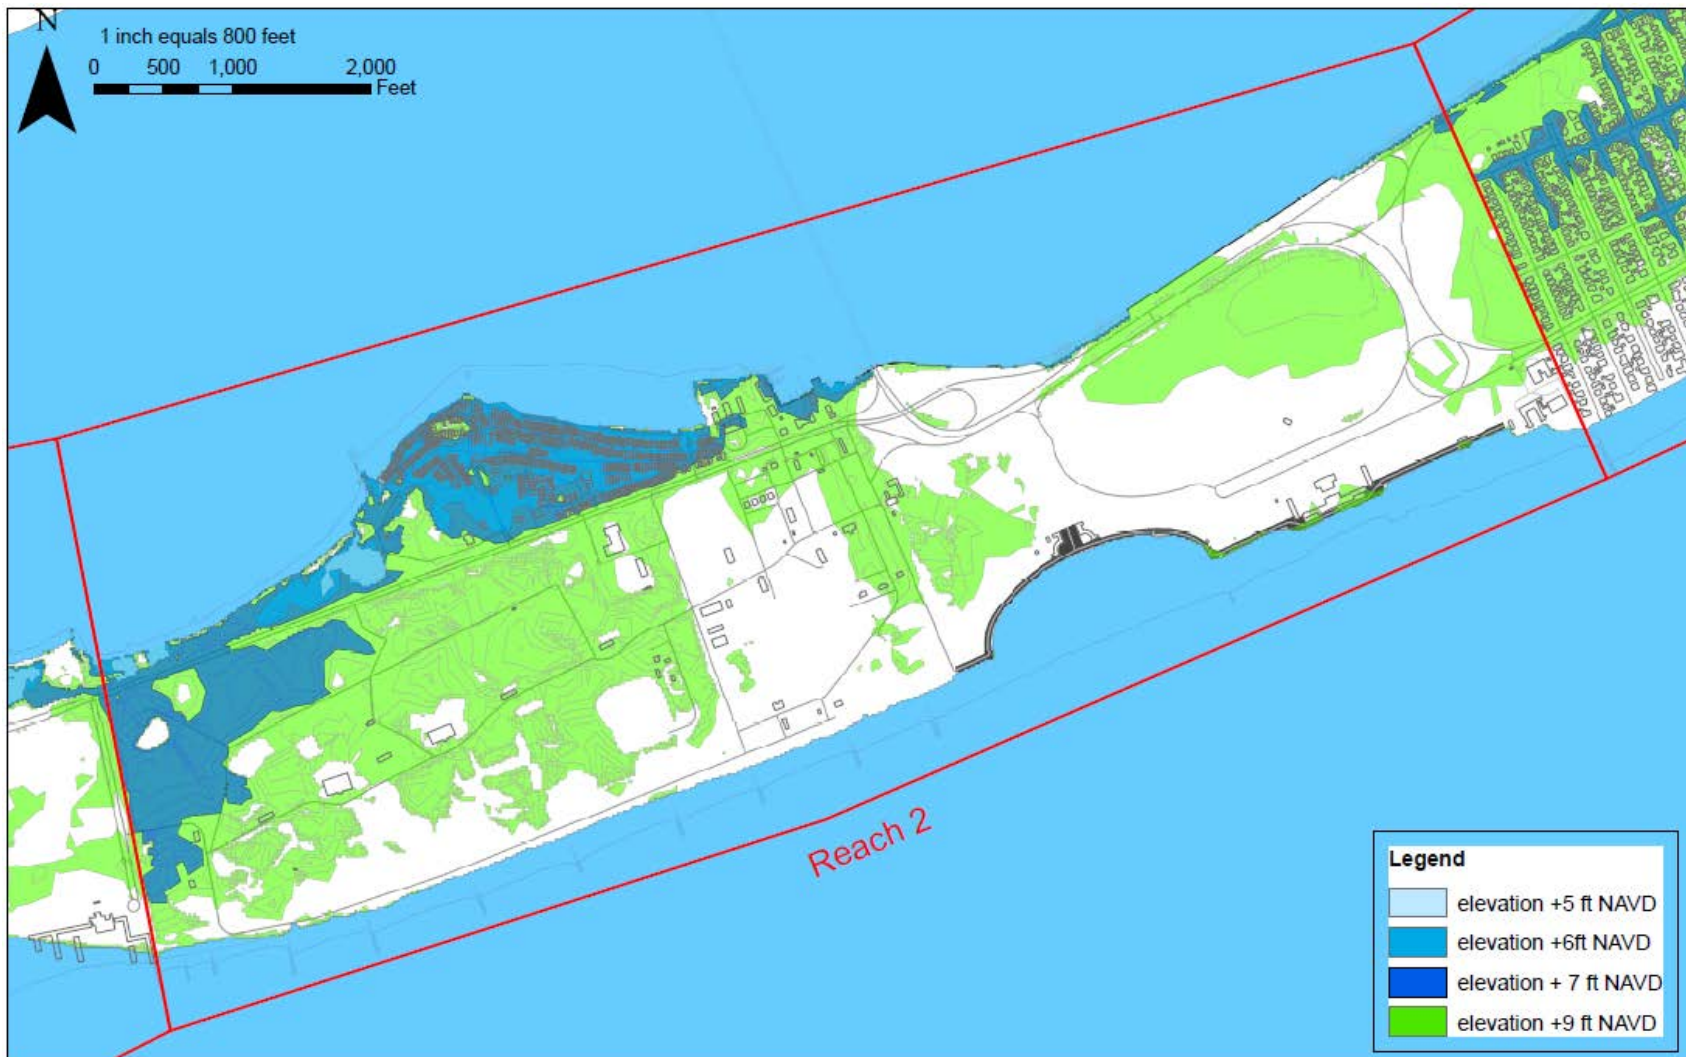 N
1 inch equals 800 feet
0 500 1,000 2,000
Feet
Reach 2
Legend
elevation +5 ft NAVD
elevation +6ft NAVD
elevation + 7 ft NAVD
elevation +9 ft NAVD